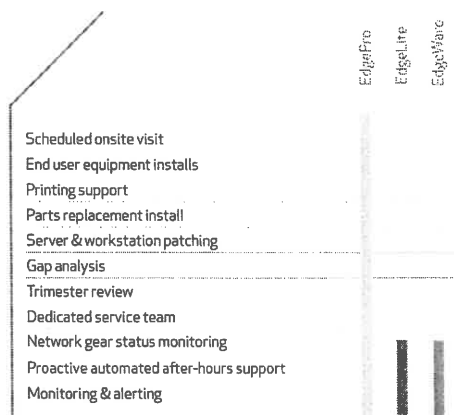 EdgePro
EdgeLite
EdgeWare
Scheduled onsite visit
End user equipment installs
Printing support
Parts replacement install
Server & workstation patching
Gap analysis
Trimester review
Dedicated service team
Network gear status monitoring
Proactive automated after-hours support
Monitoring & alerting